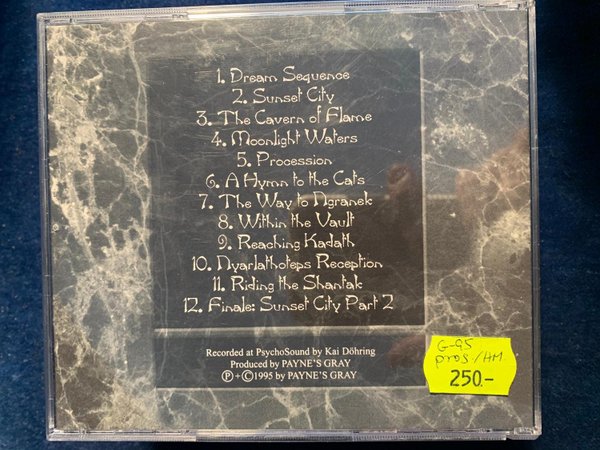 1. Dream Sequence
2. Sunset City
3. The Cavern of Flame
4. Moonlight Waters
5. Procession
6. A Hymn to the Cats
7. The Way to Ngranek
8. Within the Vault
9. Reaching Kadath
10. Nyarlathoteps Reception
11. Riding the Shantak
12. Finale: Sunset City Part 2
Recorded at PsychoSound by Kai Döhring
Produced by PAYNE'S GRAY
℗+©1995 by PAYNE'S GRAY
G-95
PROS/HM.
250.-